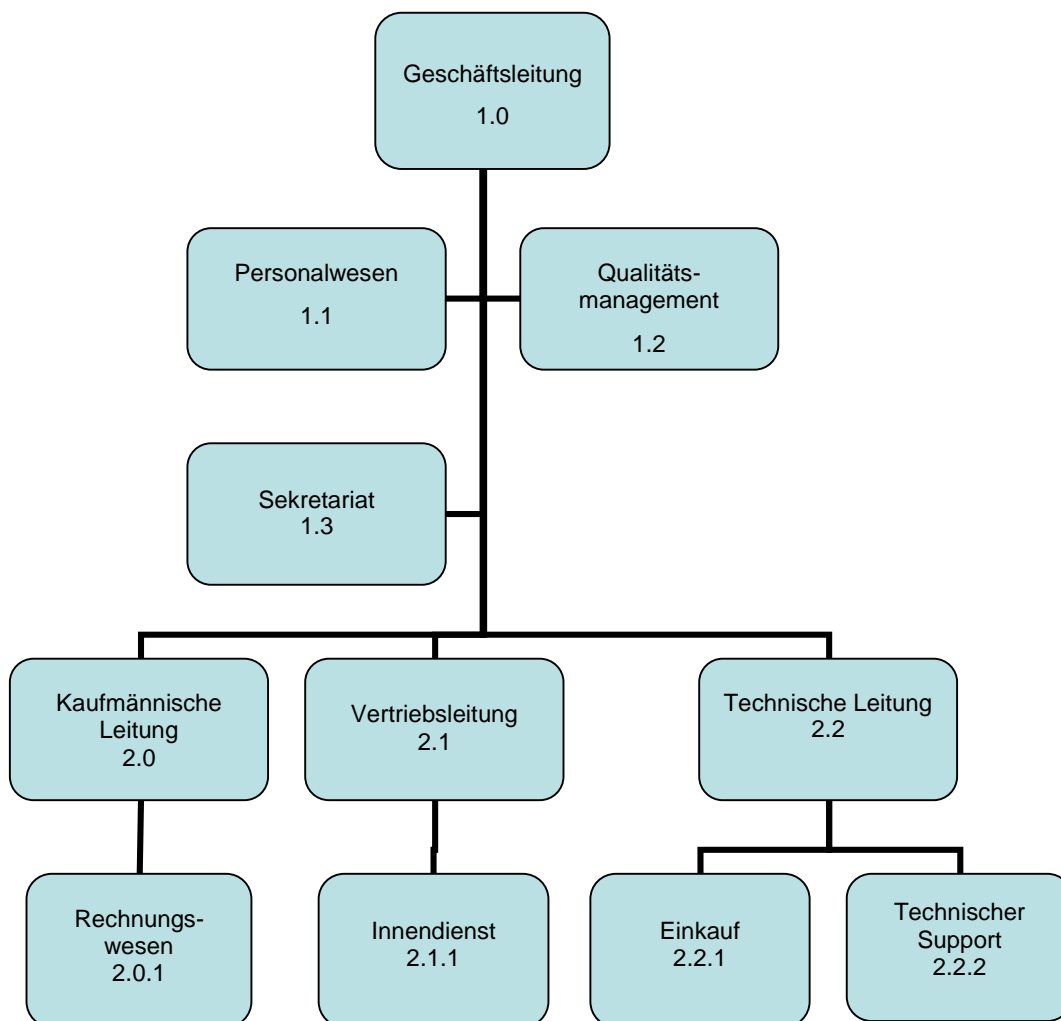 Geschäftsleitung
1.0
Personalwesen
1.1
Qualitäts-
management
1.2
Sekretariat
1.3
Kaufmännische
Leitung
2.0
Vertriebsleitung
2.1
Technische Leitung
2.2
Rechnungs-
wesen
2.0.1
Innendienst
2.1.1
Einkauf
2.2.1
Technischer
Support
2.2.2